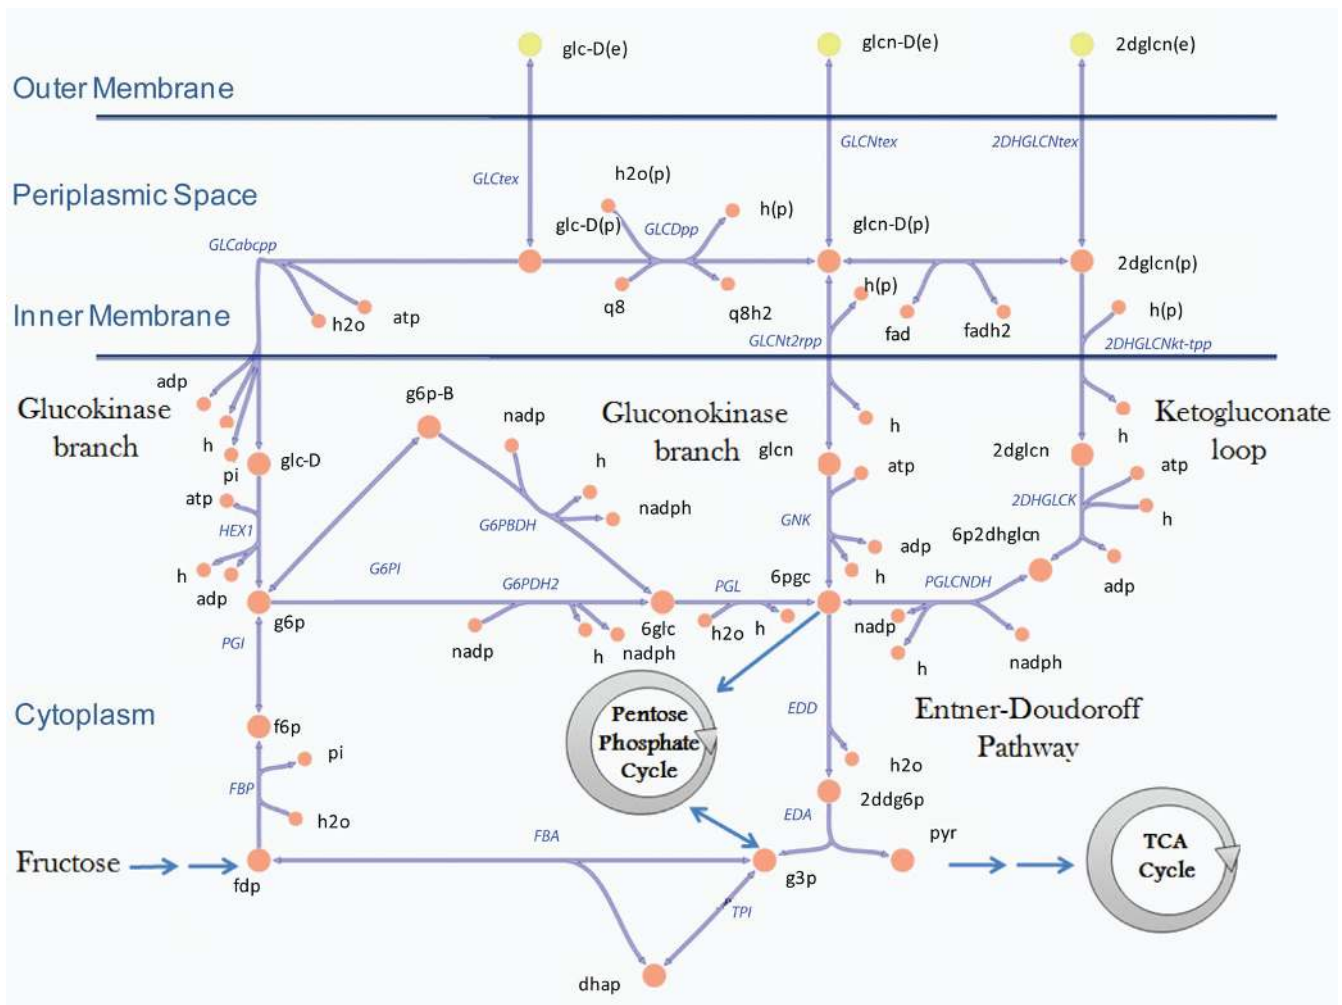 glc-D(e)
glcn-D(e)
2dglcn(e)
Outer Membrane
GLCNtex
2DHGLCNtex
GLCtex
h2o(p)
Periplasmic Space
h(p)
glc-D(p)
GLCDpp
glcn-D(p)
GLCabcpp
2dglcn(p)
h(p)
q8
q8h2
h2o
atp
fad
fadh2
h(p)
Inner Membrane
GLCNt2rpp
2DHGLCNkt-tpp
adp
g6p-B
Glucokinase
branch
nadp
Gluconokinase
branch
Ketogluconate
loop
h
pi
glc-D
h
glcn
h
2dglcn
h
atp
atp
atp
nadph
2DHGLCK
HEX1
G6PBDH
GNK
h
6p2dhglcn
adp
h
adp
G6PI
G6PDH2
PGL
6pgc
h
PGLCNDH
adp
g6p
6glc
h2o
h
nadp
PGI
nadp
h
nadph
h
nadph
Cytoplasm
f6p
Pentose
Phosphate
Cycle
EDD
Entner-Doudoroff
Pathway
pi
h2o
FBP
2ddg6p
h2o
EDA
pyr
FBA
TCA
Cycle
Fructose
fdp
g3p
TPI
dhap